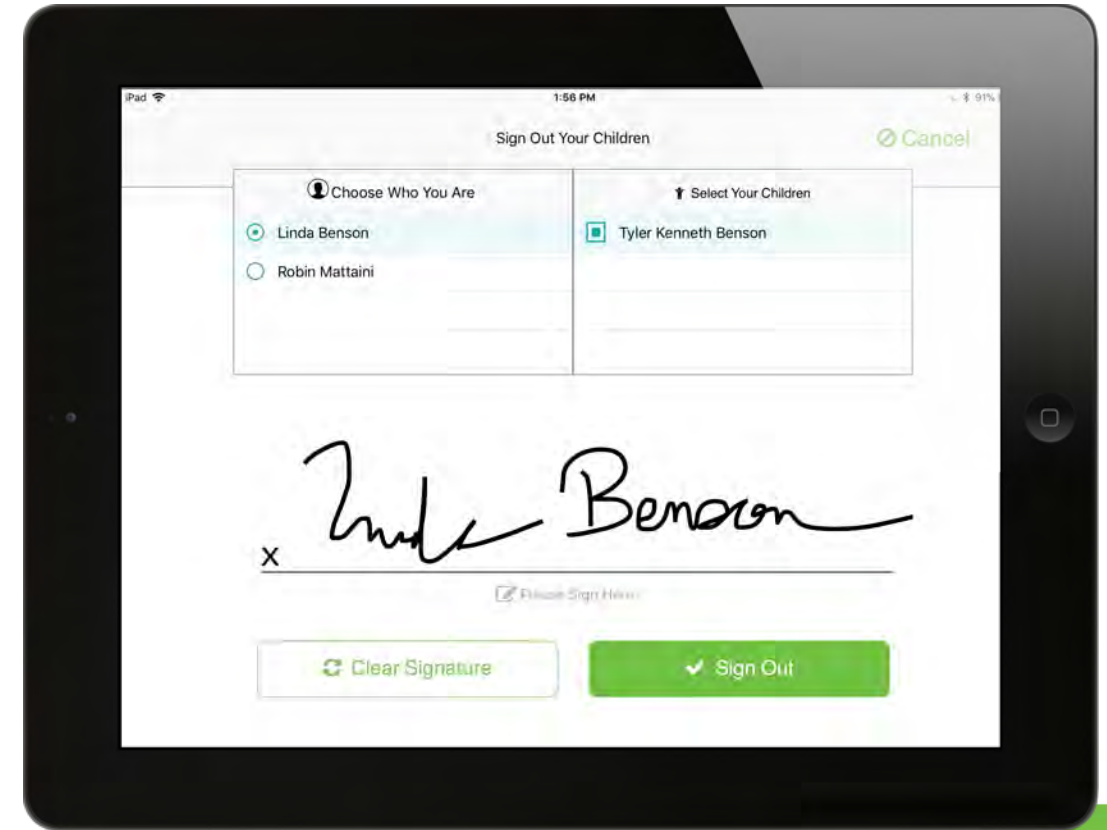 iPad 1:56 PM 91%
Sign Out Your Children Cancel
Choose Who You Are Select Your Children
Linda Benson Tyler Kenneth Benson
Robin Mattaini
Linda Benson
X
Please Sign Here
Clear Signature Sign Out